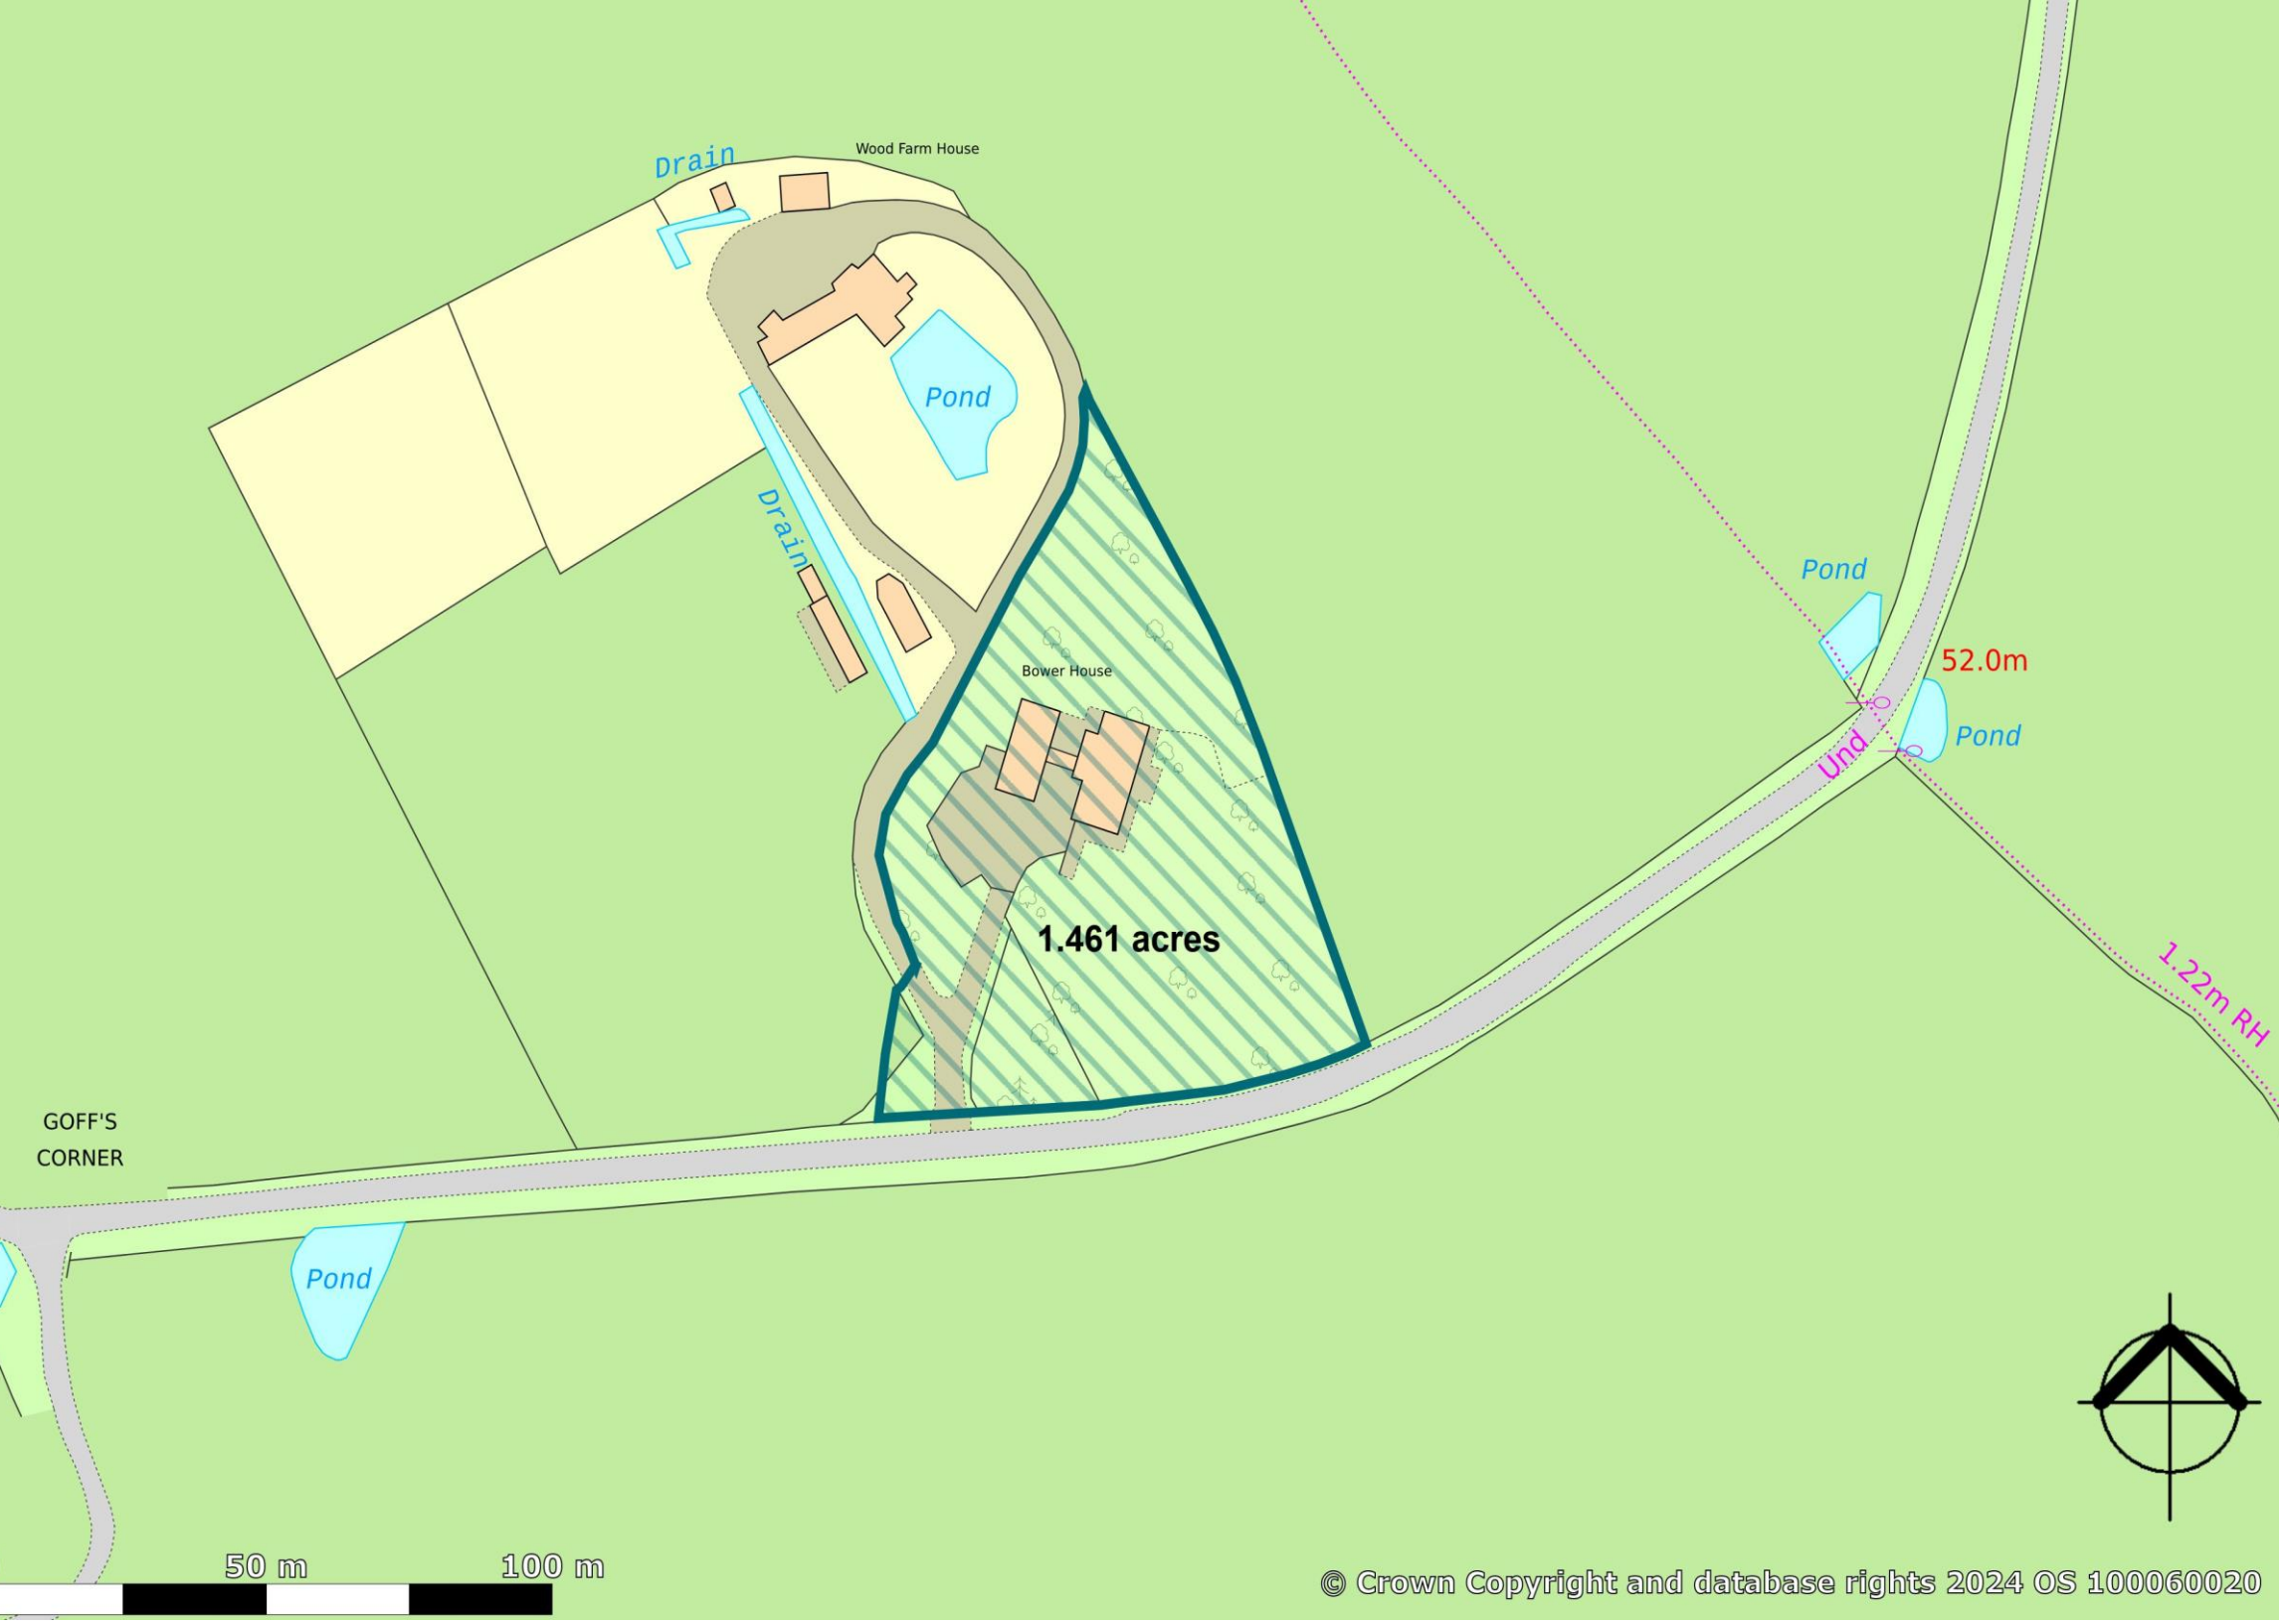 Drain
Wood Farm House
Pond
Drain
Pond
Bower House
52.0m
Pond
Und
1.461 acres
1.22m RH
GOFF'S
CORNER
Pond
50 m
100 m
© Crown Copyright and database rights 2024 OS 100060020